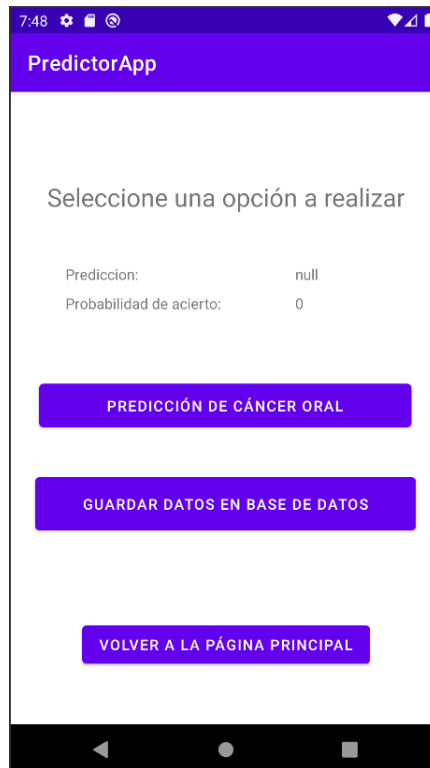 7:48
PredictorApp
Seleccione una opción a realizar
Prediccion: null
Probabilidad de acierto: 0
PREDICCIÓN DE CÁNCER ORAL
GUARDAR DATOS EN BASE DE DATOS
VOLVER A LA PÁGINA PRINCIPAL